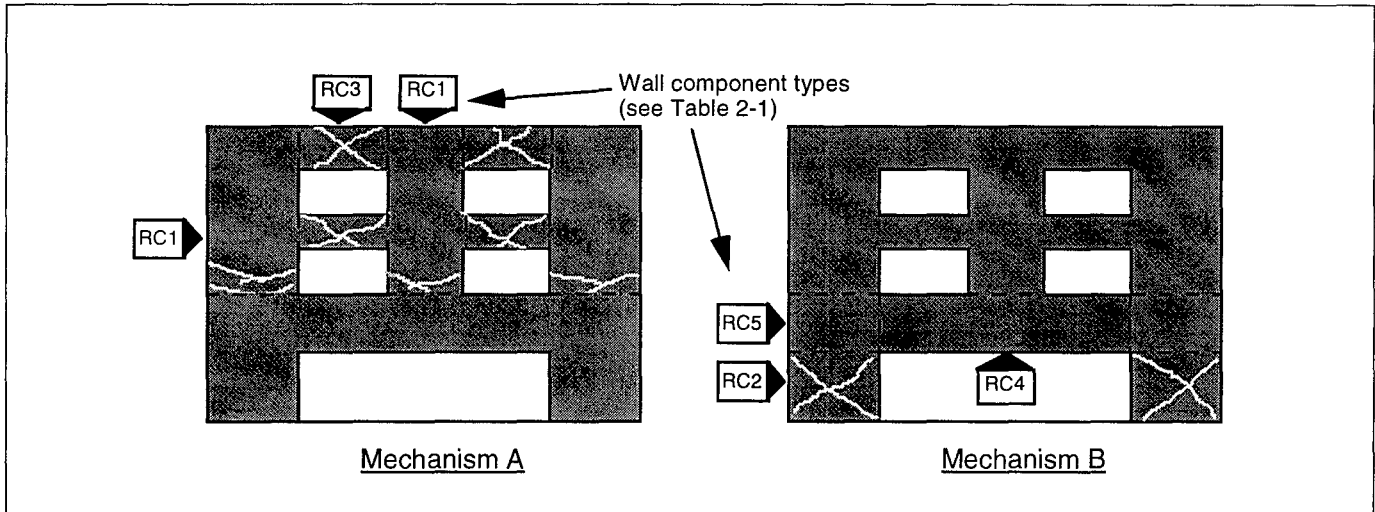 RC3
RC1
Wall component types
(see Table 2-1)
RC1
RC5
RC2
RC4
Mechanism A
Mechanism B